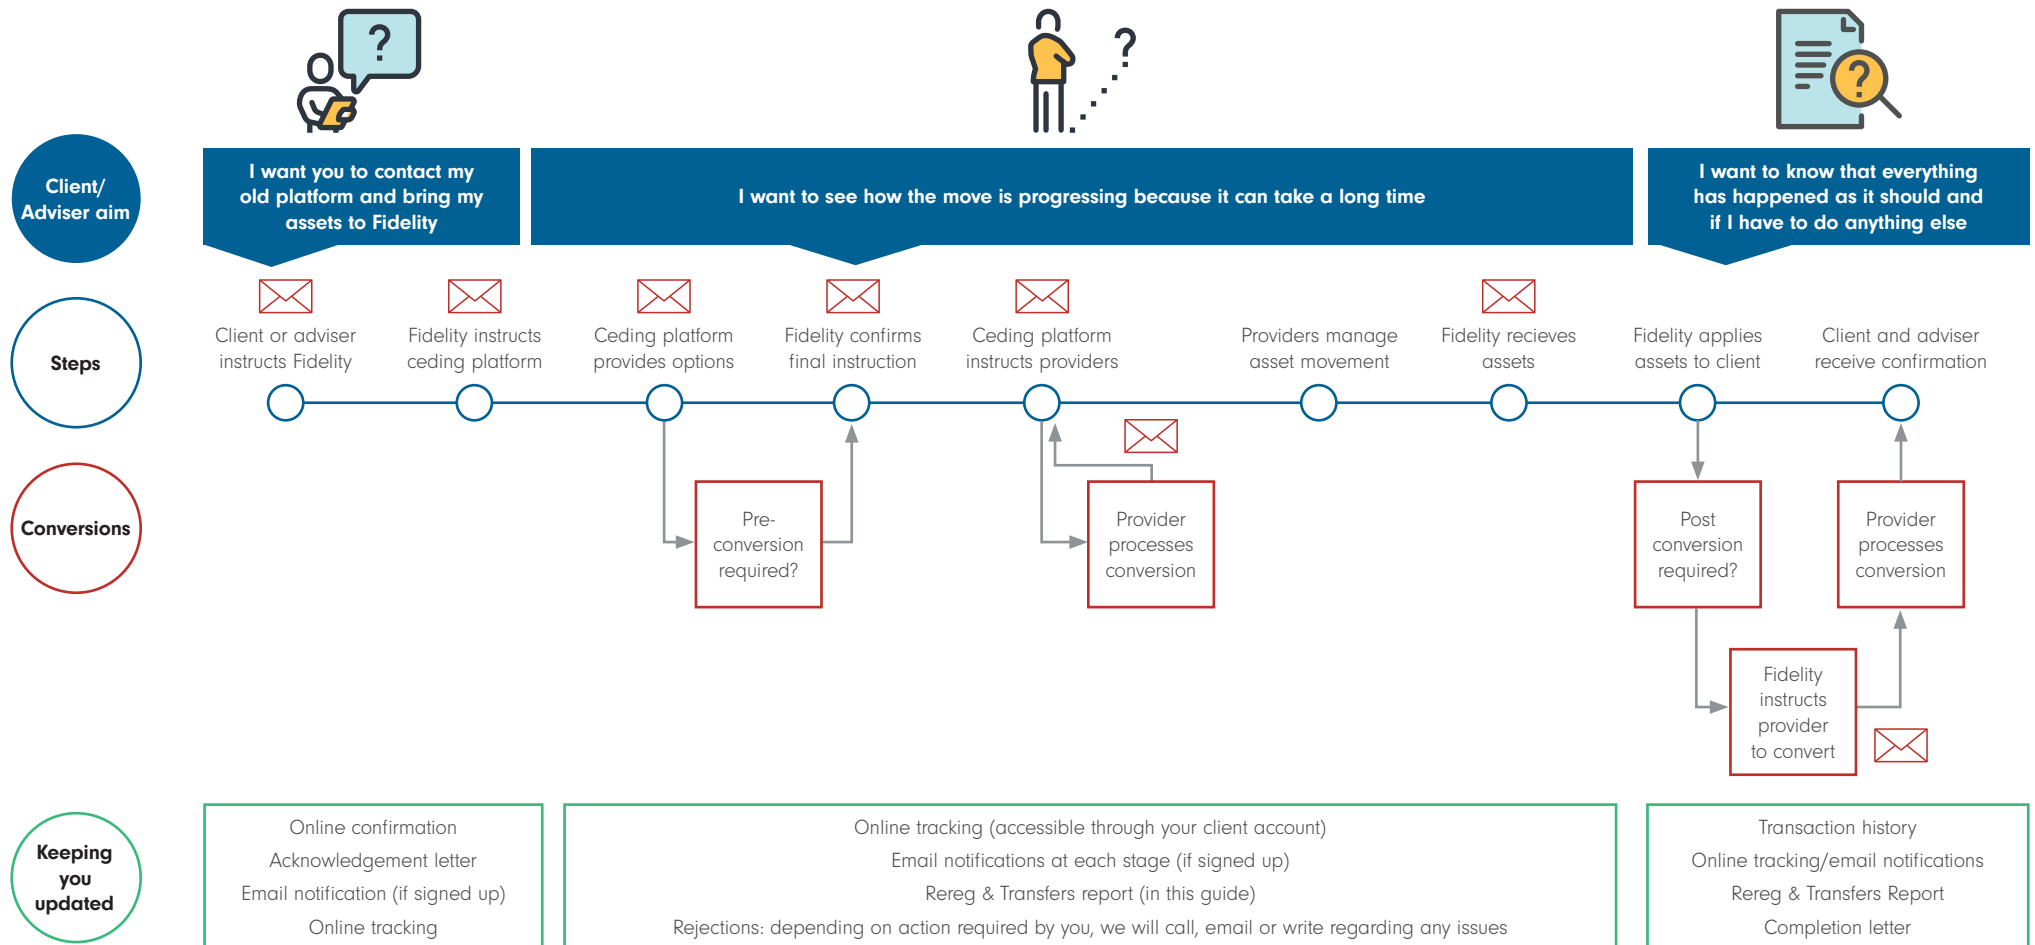 ?
?
?
Client/
Adviser aim
I want you to contact my
old platform and bring my
assets to Fidelity
I want to see how the move is progressing because it can take a long time
I want to know that everything
has happened as it should and
if I have to do anything else
Steps
Client or adviser
instructs Fidelity
Fidelity instructs
ceding platform
Ceding platform
provides options
Fidelity confirms
final instruction
Ceding platform
instructs providers
Providers manage
asset movement
Fidelity recieves
assets
Fidelity applies
assets to client
Client and adviser
receive confirmation
Conversions
Pre-
conversion
required?
Provider
processes
conversion
Post
conversion
required?
Provider
processes
conversion
Fidelity
instructs
provider
to convert
Keeping
you
updated
Online confirmation
Acknowledgement letter
Email notification (if signed up)
Online tracking
Online tracking (accessible through your client account)
Email notifications at each stage (if signed up)
Rereg & Transfers report (in this guide)
Rejections: depending on action required by you, we will call, email or write regarding any issues
Transaction history
Online tracking/email notifications
Rereg & Transfers Report
Completion letter